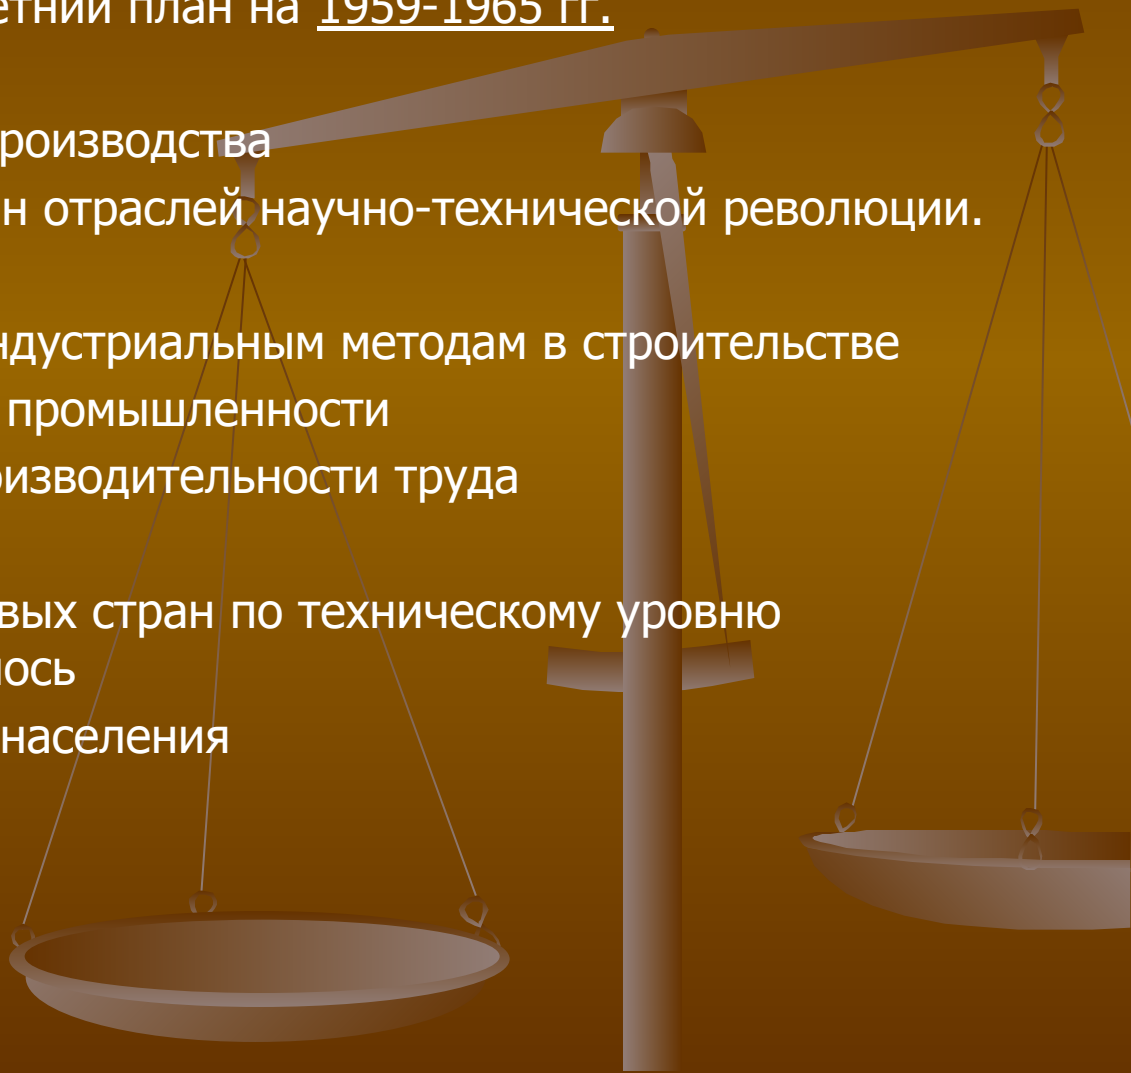 етний план на 1959-1965 гг.
роизводства
н отраслей научно-технической революции.
ндустриальным методам в строительстве
промышленности
оизводительности труда
вых стран по техническому уровню
лось
населения